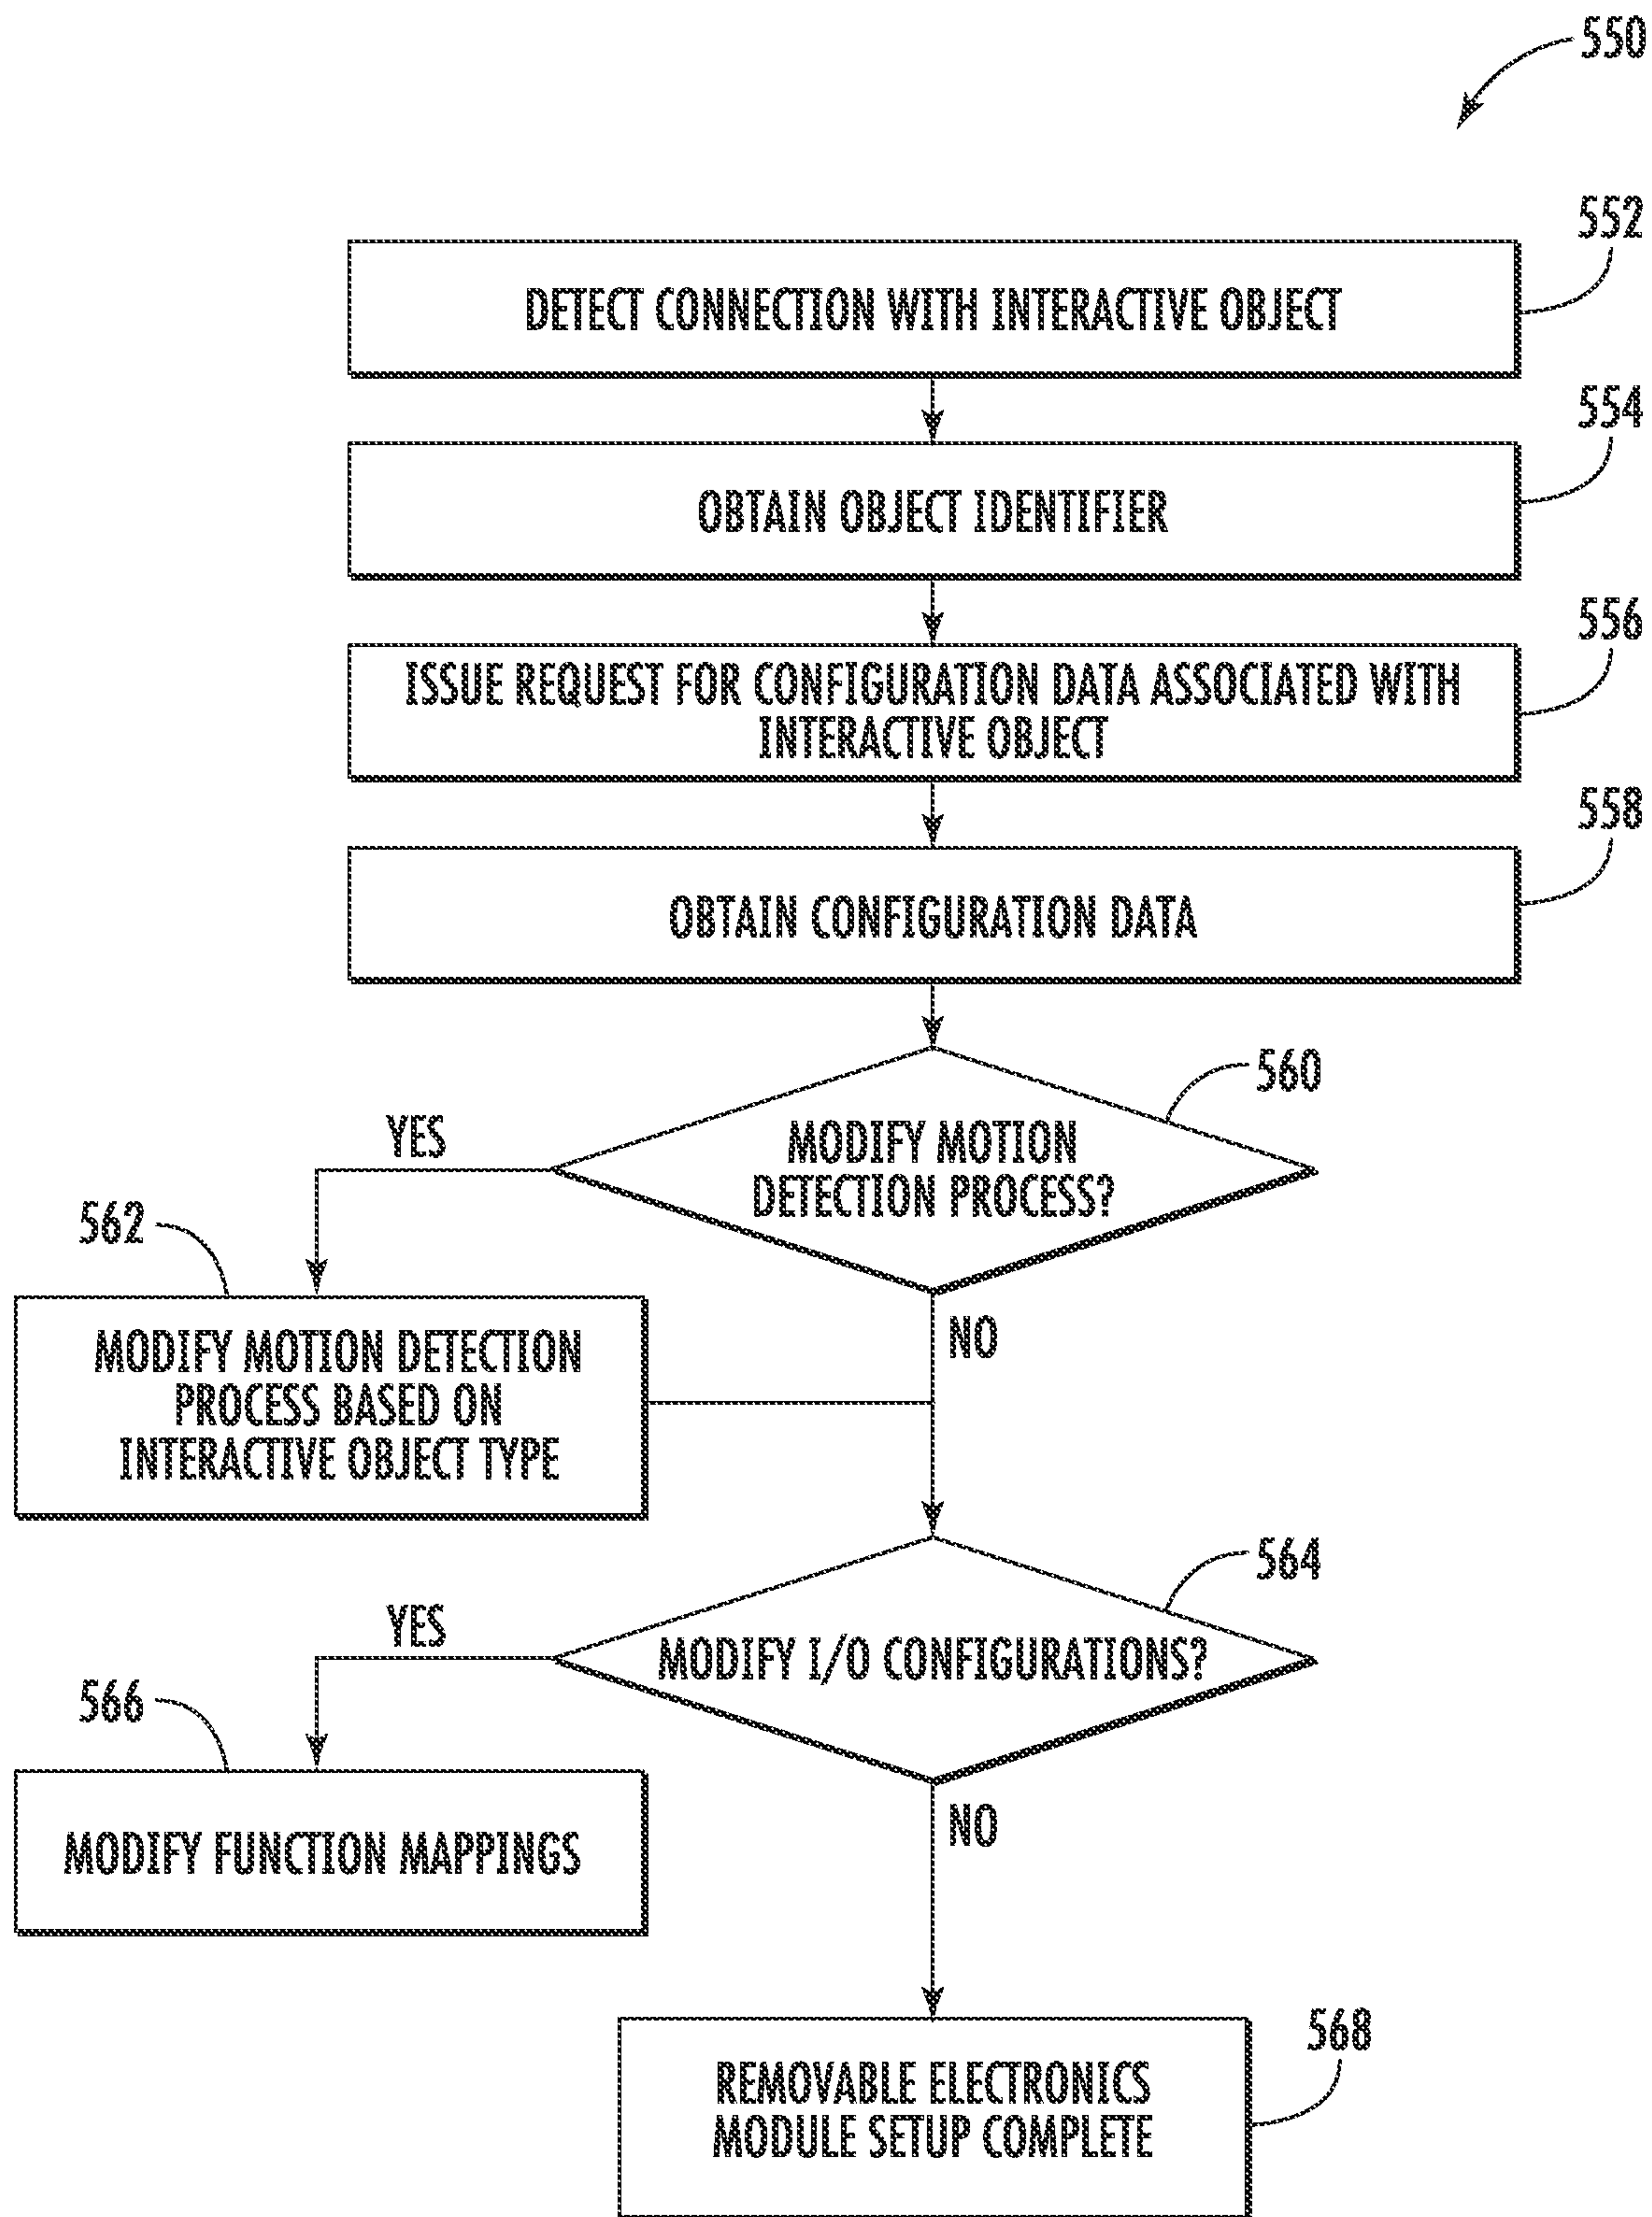 550
552
DETECT CONNECTION WITH INTERACTIVE OBJECT
554
OBTAIN OBJECT IDENTIFIER
556
ISSUE REQUEST FOR CONFIGURATION DATA ASSOCIATED WITH
INTERACTIVE OBJECT
558
OBTAIN CONFIGURATION DATA
560
YES
MODIFY MOTION
DETECTION PROCESS?
562
NO
MODIFY MOTION DETECTION
PROCESS BASED ON
INTERACTIVE OBJECT TYPE
564
YES
MODIFY I/O CONFIGURATIONS?
566
NO
MODIFY FUNCTION MAPPINGS
568
REMOVABLE ELECTRONICS
MODULE SETUP COMPLETE